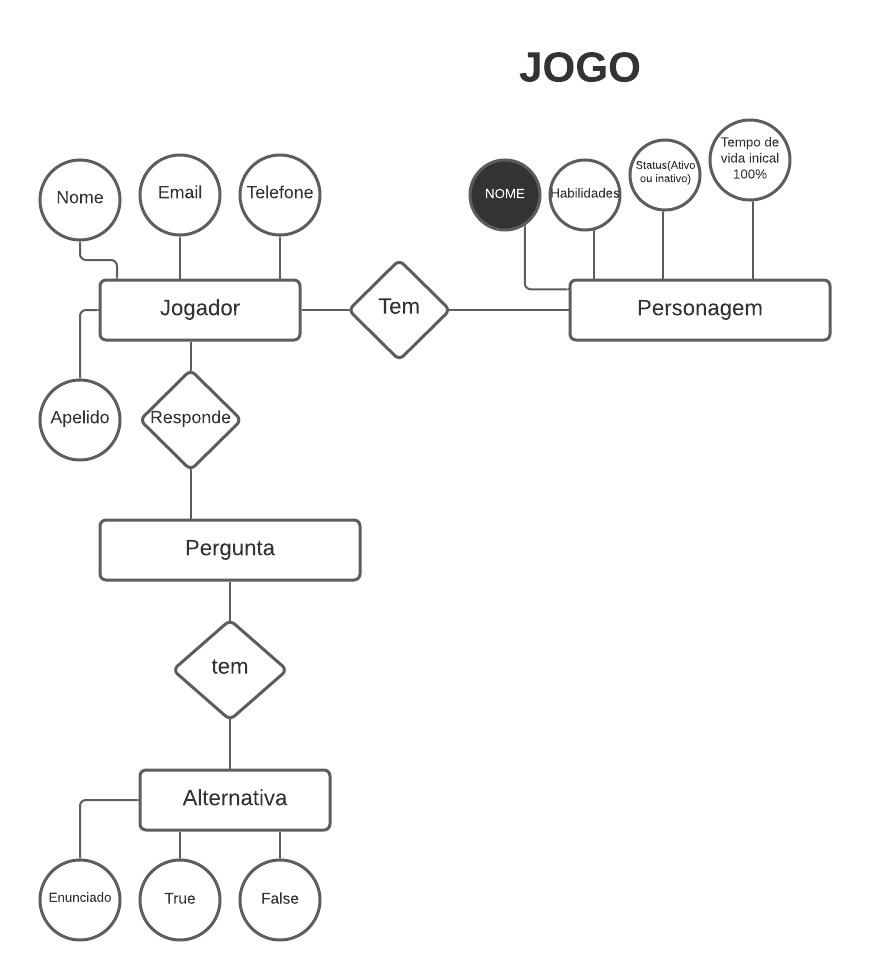 JOGO
Nome
Email
Telefone
NOME
Habilidades
Status(Ativo
ou inativo)
Tempo de
vida inical
100%
Jogador
Tem
Personagem
Apelido
Responde
Pergunta
tem
Alternativa
Enunciado
True
False